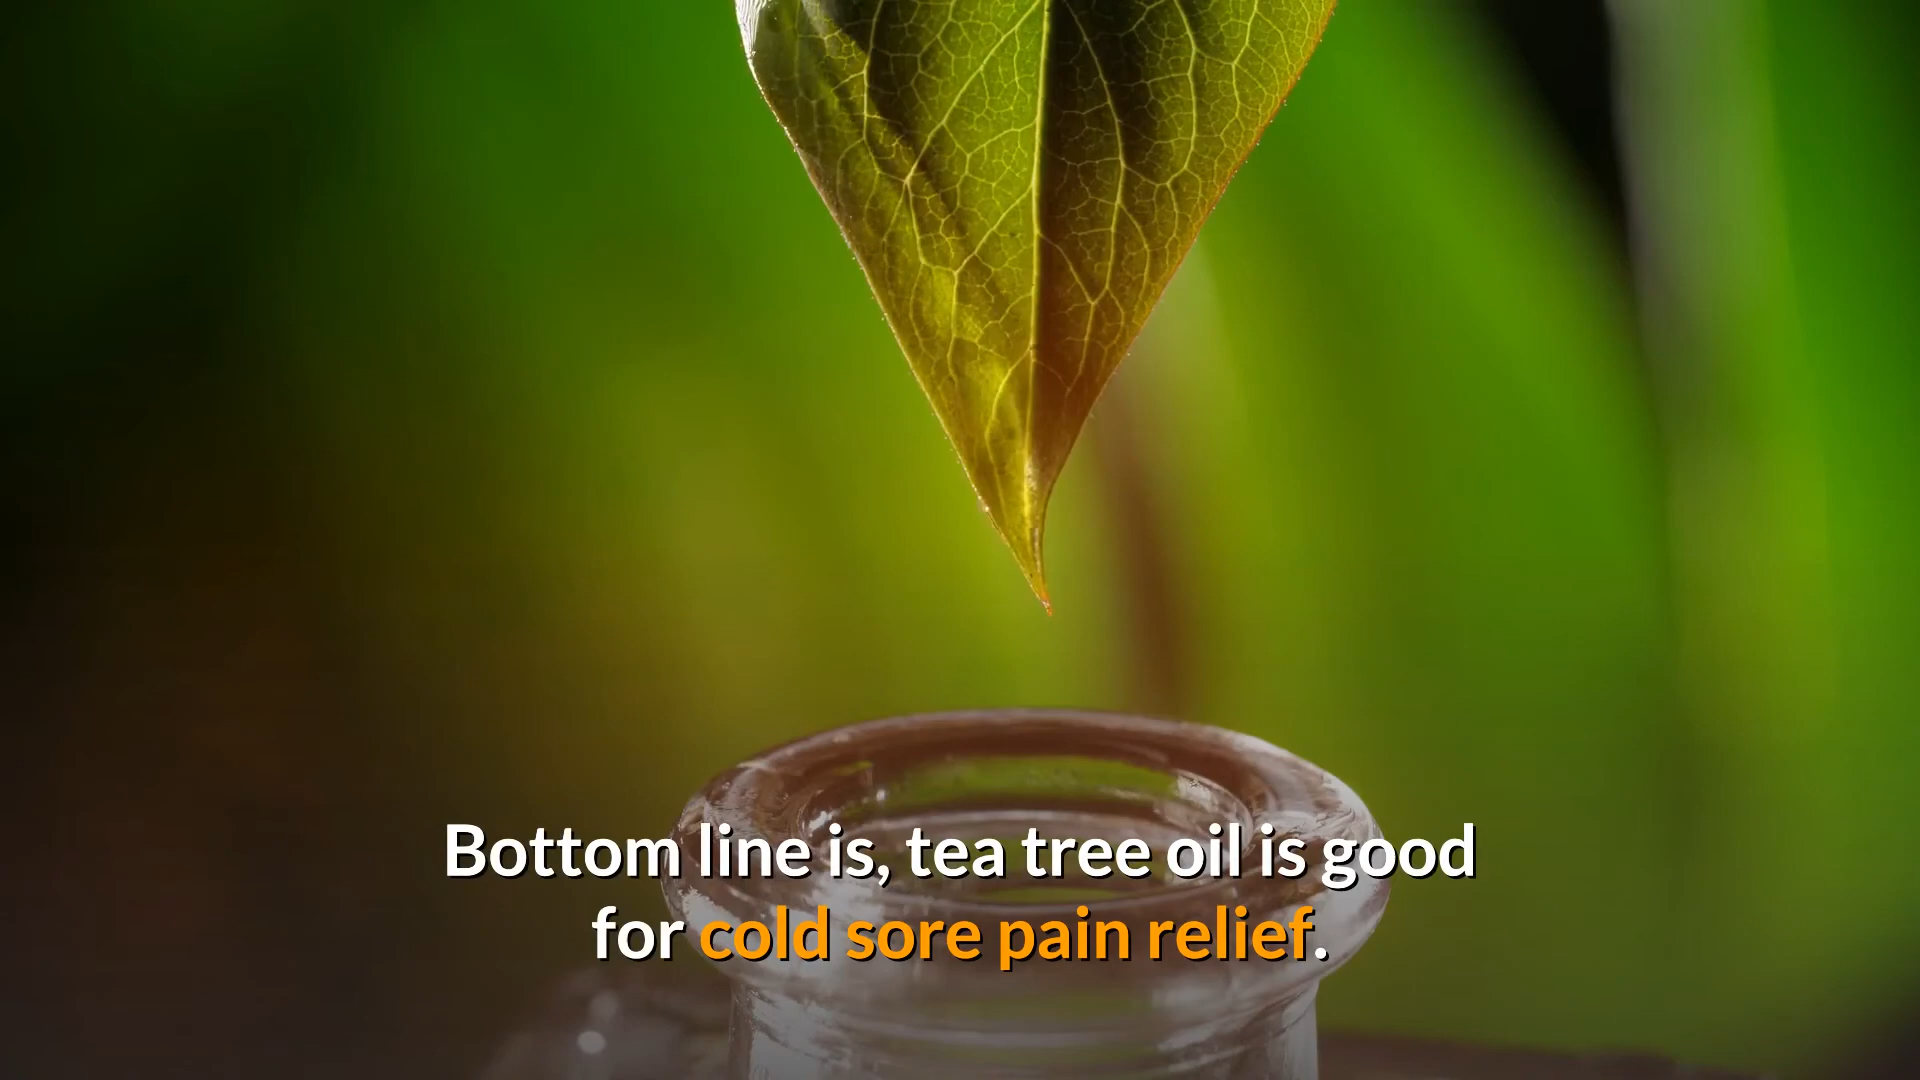 Bottom line is, tea tree oil is good
for cold sore pain relief.